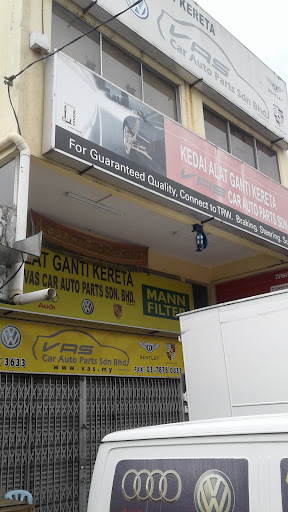 KERETA
VAS
Car Auto Parts Sdn Bhd
KEDAI ALAT GANTI KERETA
VAS CAR AUTO PARTS SDN
For Guaranteed Quality, Connect to TRW. Braking. Steering.
ALAT GANTI KERETA
VAS CAR AUTO PARTS SDN. BHD.
Audi
MANN
FILTER
3633
VAS
Car Auto Parts Sdn Bhd
www.vas.my
BENTLEY
FAX: 03-7876 0633